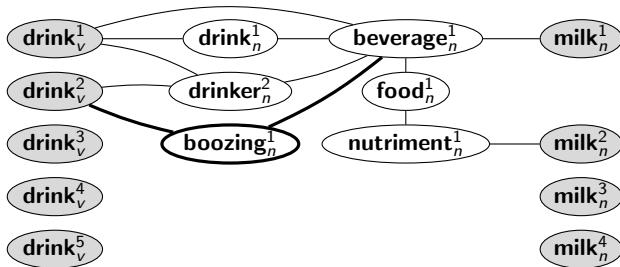 drink¹ᵥ drink¹ₙ beverage¹ₙ milk¹ₙ
drink²ᵥ drinker²ₙ food¹ₙ
drink³ᵥ boozing¹ₙ nutriment¹ₙ milk²ₙ
drink⁴ᵥ milk³ₙ
drink⁵ᵥ milk⁴ₙ